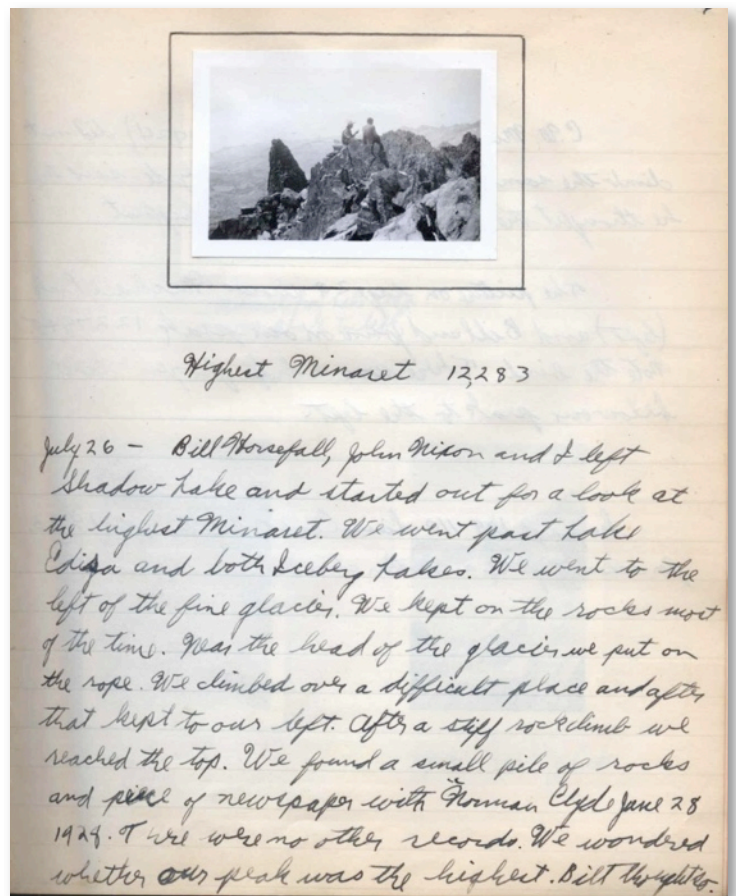 Highest Minaret 12,283
July 26 — Bill Horsefall, John Nixon and I left
Shadow Lake and started out for a look at
the highest Minaret. We went past Lake
Ediza and both Iceberg Lakes. We went to the
left of the fine glacier. We kept on the rocks most
of the time. Near the head of the glacier we put on
the rope. We climbed over a difficult place and after
that kept to our left. After a stiff rock climb we
reached the top. We found a small pile of rocks
and piece of newspaper with "Norman Clyde June 28
1928. There were no other records. We wondered
whether our peak was the highest. Bill thought so.